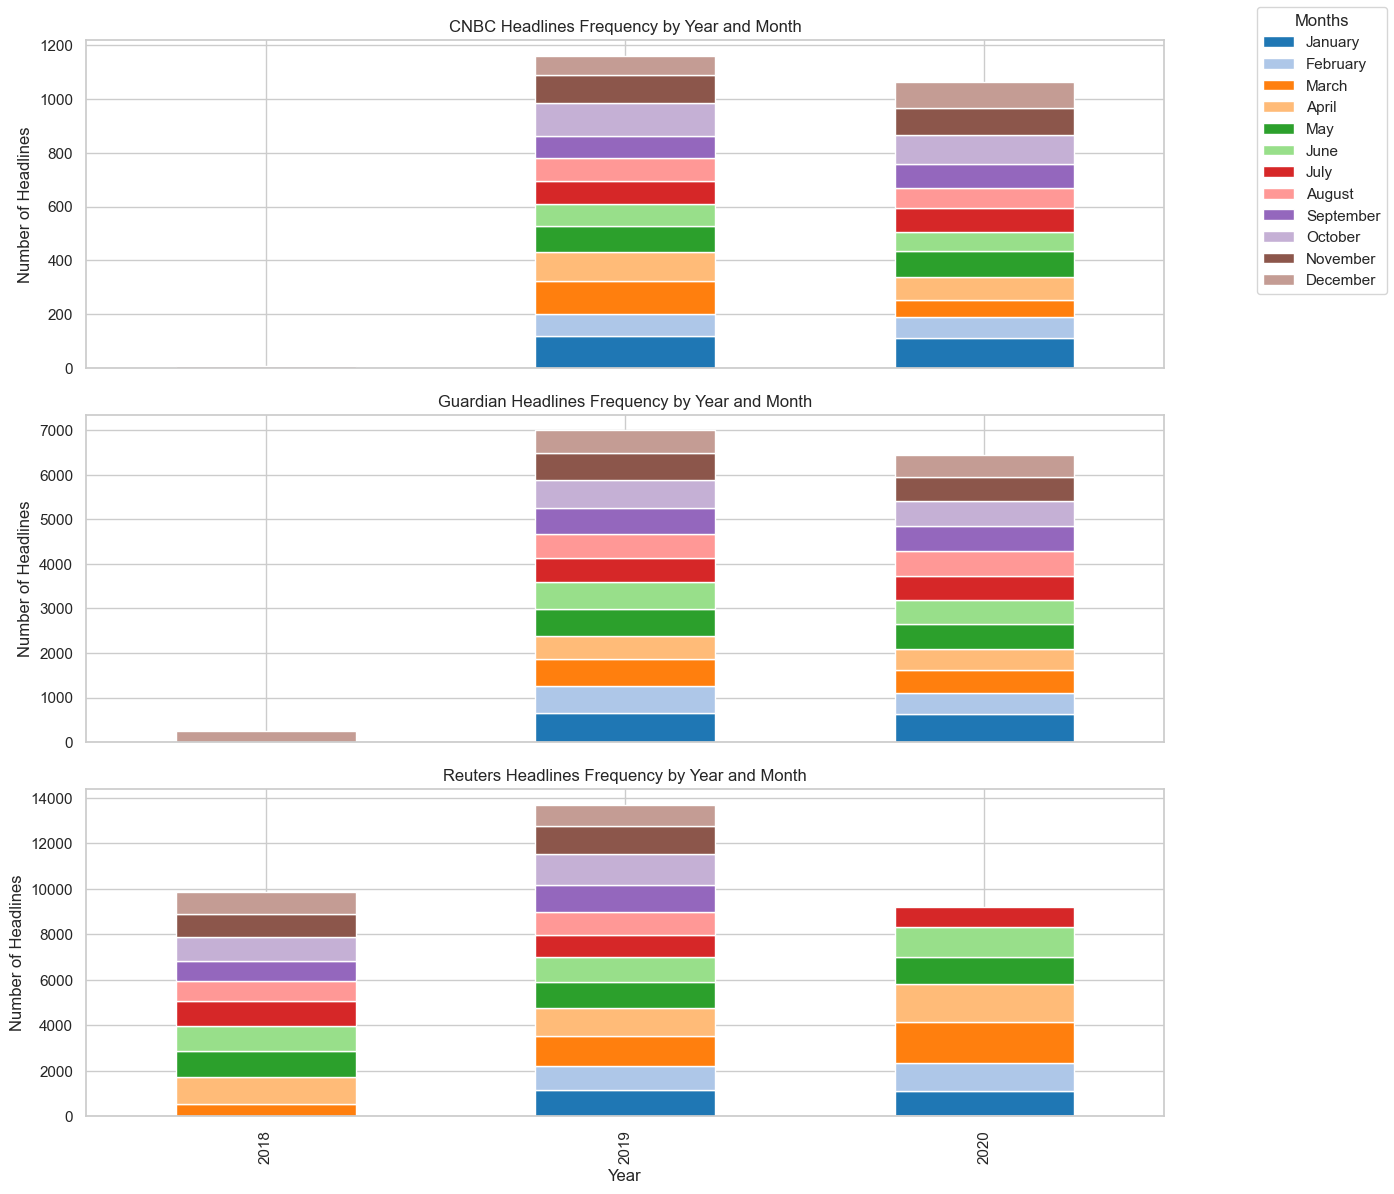 CNBC Headlines Frequency by Year and Month
Number of Headlines
1200
1000
800
600
400
200
0
Months
January
February
March
April
May
June
July
August
September
October
November
December
Guardian Headlines Frequency by Year and Month
Number of Headlines
7000
6000
5000
4000
3000
2000
1000
0
Reuters Headlines Frequency by Year and Month
Number of Headlines
14000
12000
10000
8000
6000
4000
2000
0
2018
2019
2020
Year